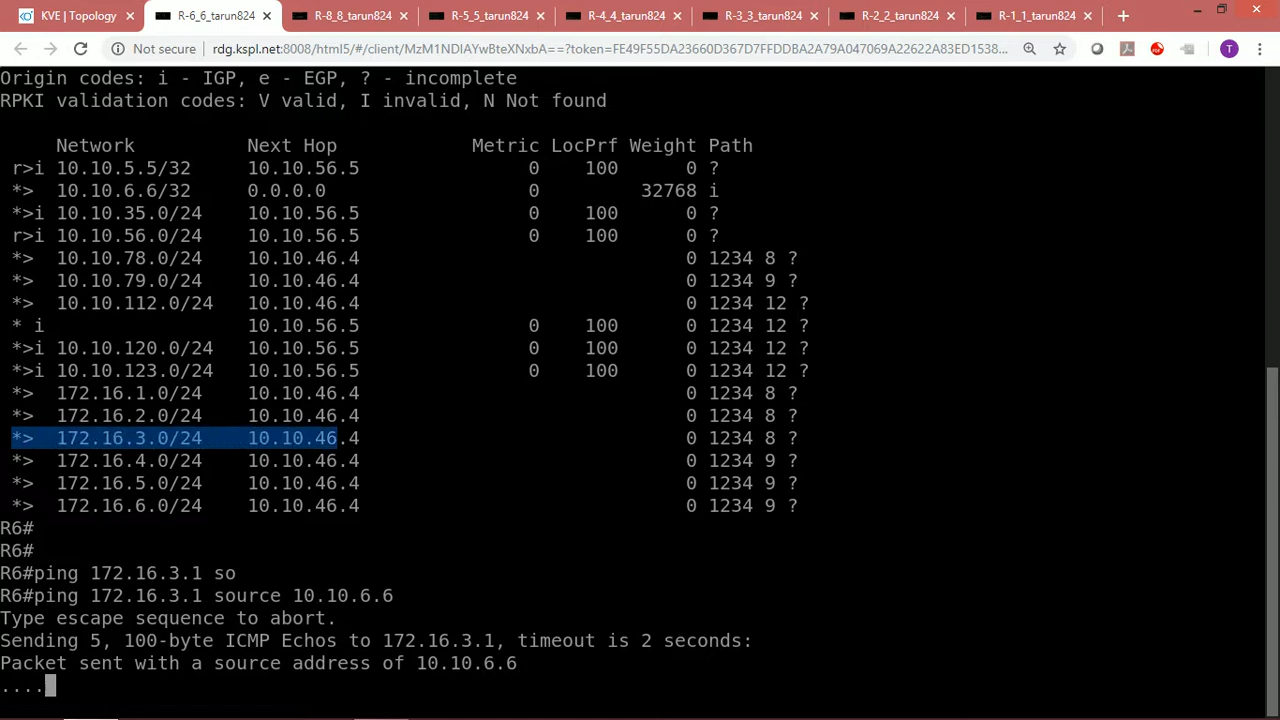 KVE | Topology
R-6_6_tarun824
R-8_8_tarun824
R-5_5_tarun824
R-4_4_tarun824
R-3_3_tarun824
R-2_2_tarun824
R-1_1_tarun824
Not secure
rdg.kspl.net:8008/html5/#/client/MzM1NDIAYwBteXNxbA==?token=FE49F55DA23660D367D7FFDDBA2A79A047069A22622A83ED1538...
T
Origin codes: i - IGP, e - EGP, ? - incomplete
RPKI validation codes: V valid, I invalid, N Not found
Network Next Hop Metric LocPrf Weight Path
r>i 10.10.5.5/32 10.10.56.5 0 100 0 ?
*> 10.10.6.6/32 0.0.0.0 0 32768 i
*>i 10.10.35.0/24 10.10.56.5 0 100 0 ?
r>i 10.10.56.0/24 10.10.56.5 0 100 0 ?
*> 10.10.78.0/24 10.10.46.4 0 1234 8 ?
*> 10.10.79.0/24 10.10.46.4 0 1234 9 ?
*> 10.10.112.0/24 10.10.46.4 0 1234 12 ?
* i 10.10.56.5 0 100 0 1234 12 ?
*>i 10.10.120.0/24 10.10.56.5 0 100 0 1234 12 ?
*>i 10.10.123.0/24 10.10.56.5 0 100 0 1234 12 ?
*> 172.16.1.0/24 10.10.46.4 0 1234 8 ?
*> 172.16.2.0/24 10.10.46.4 0 1234 8 ?
*> 172.16.3.0/24 10.10.46.4 0 1234 8 ?
*> 172.16.4.0/24 10.10.46.4 0 1234 9 ?
*> 172.16.5.0/24 10.10.46.4 0 1234 9 ?
*> 172.16.6.0/24 10.10.46.4 0 1234 9 ?
R6#
R6#
R6#ping 172.16.3.1 so
R6#ping 172.16.3.1 source 10.10.6.6
Type escape sequence to abort.
Sending 5, 100-byte ICMP Echos to 172.16.3.1, timeout is 2 seconds:
Packet sent with a source address of 10.10.6.6
....